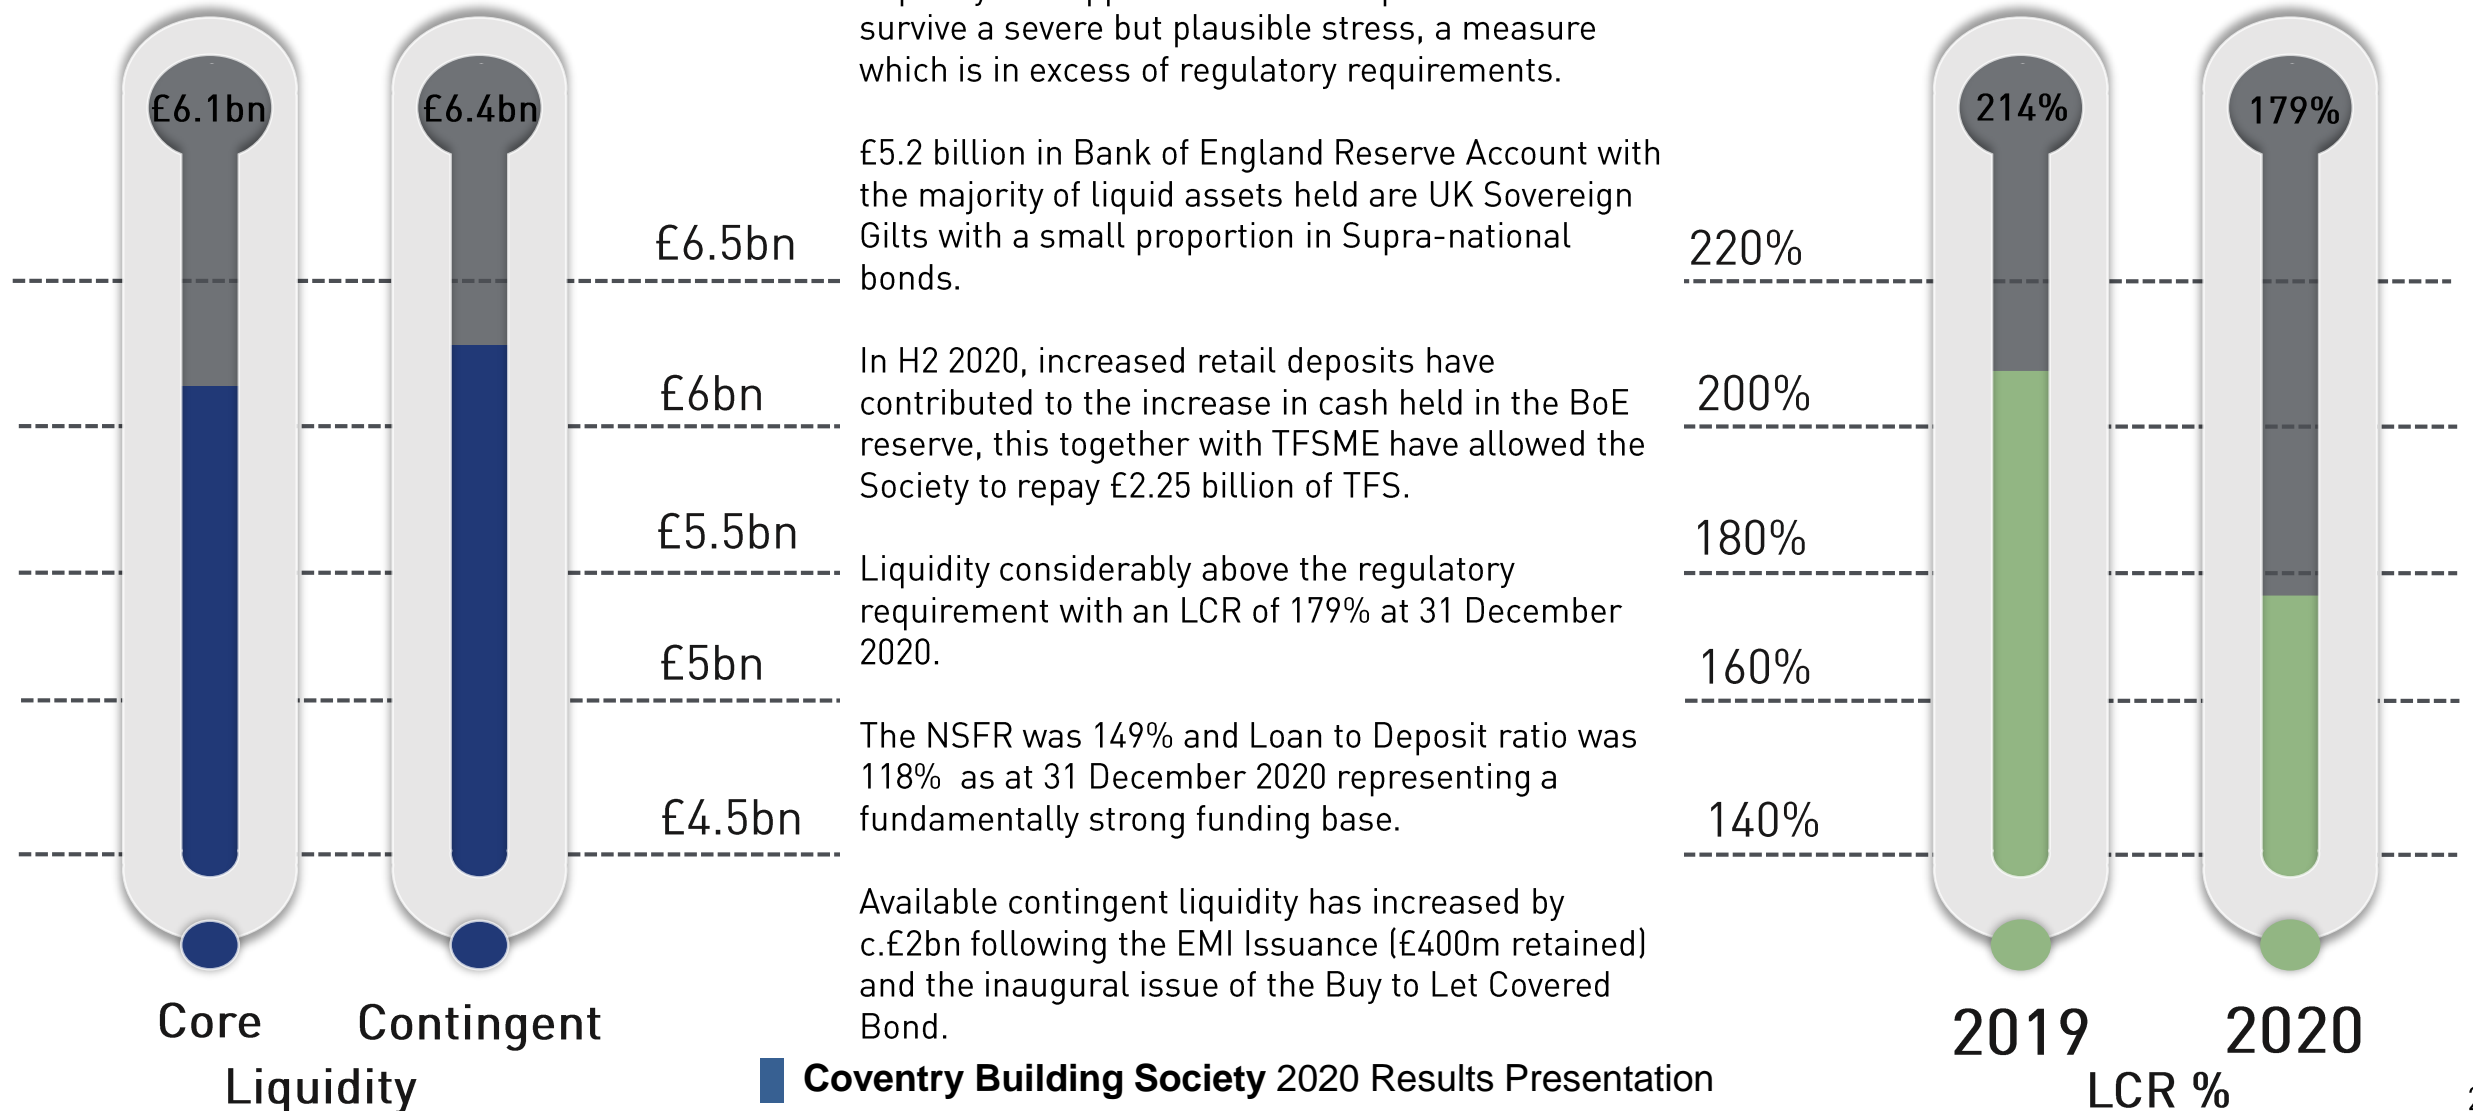 £6.1bn
£6.4bn
£6.5bn
£6bn
£5.5bn
£5bn
£4.5bn
Core
Contingent
Liquidity
survive a severe but plausible stress, a measure
which is in excess of regulatory requirements.
£5.2 billion in Bank of England Reserve Account with
the majority of liquid assets held are UK Sovereign
Gilts with a small proportion in Supra-national
bonds.
In H2 2020, increased retail deposits have
contributed to the increase in cash held in the BoE
reserve, this together with TFSME have allowed the
Society to repay £2.25 billion of TFS.
Liquidity considerably above the regulatory
requirement with an LCR of 179% at 31 December
2020.
The NSFR was 149% and Loan to Deposit ratio was
118%  as at 31 December 2020 representing a
fundamentally strong funding base.
Available contingent liquidity has increased by
c.£2bn following the EMI Issuance (£400m retained)
and the inaugural issue of the Buy to Let Covered
Bond.
214%
179%
220%
200%
180%
160%
140%
2019
2020
LCR %
Coventry Building Society 2020 Results Presentation